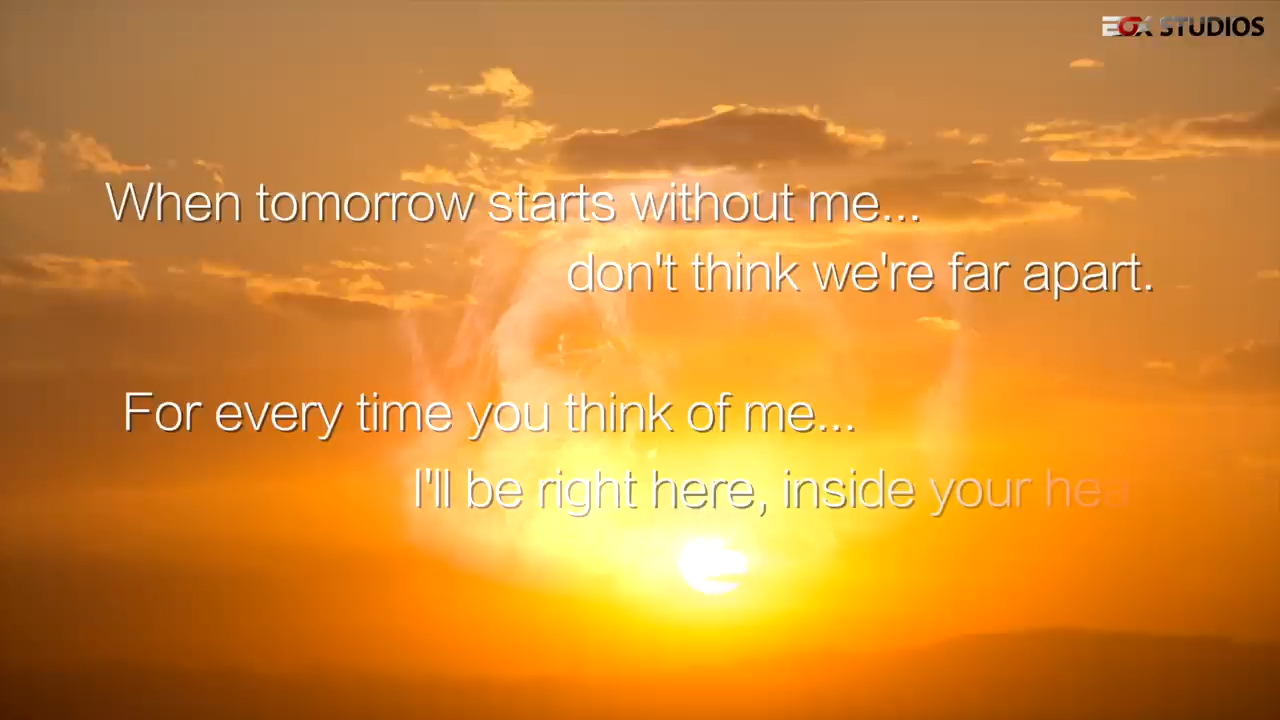 EGX STUDIOS
When tomorrow starts without me...
don't think we're far apart.
For every time you think of me...
I'll be right here, inside your hea